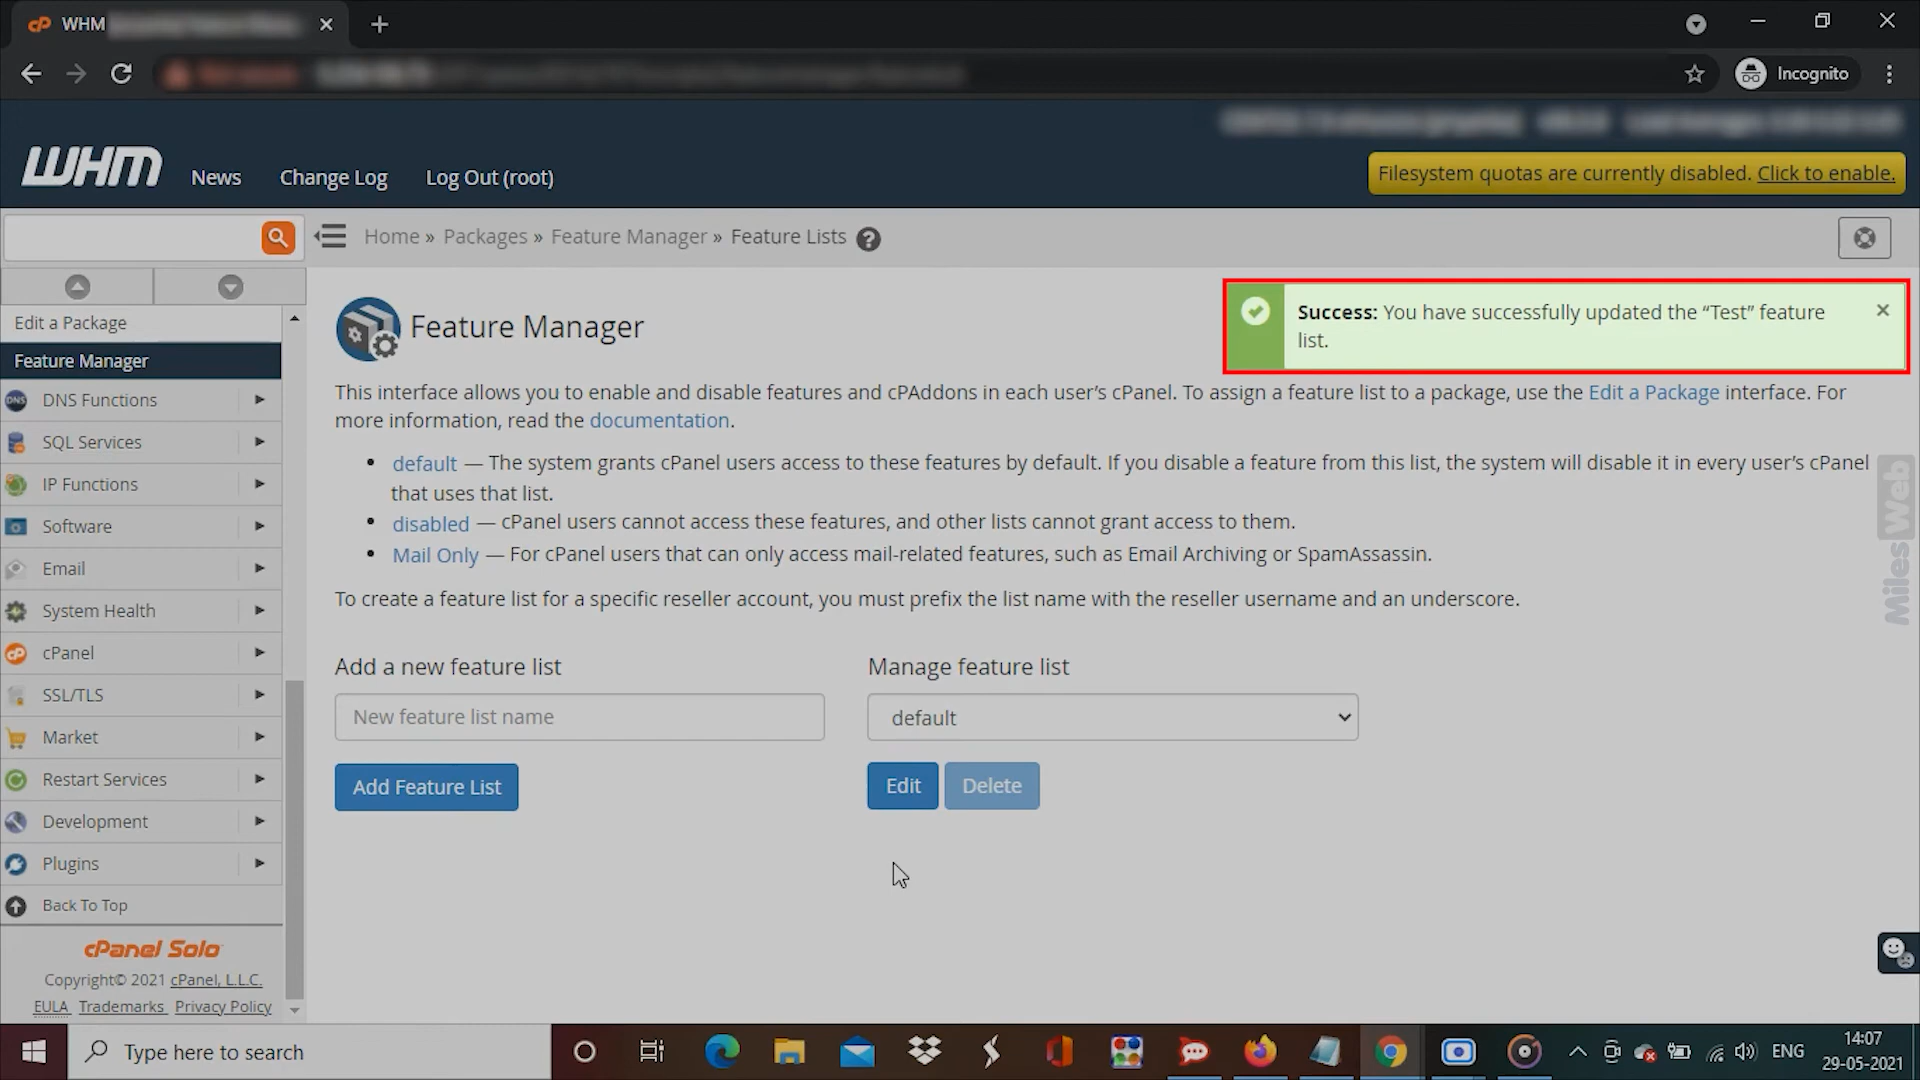 WHM
Incognito
WHM
News
Change Log
Log Out (root)
Filesystem quotas are currently disabled. Click to enable.
Home » Packages » Feature Manager » Feature Lists
Edit a Package
Feature Manager
DNS Functions
SQL Services
IP Functions
Software
Email
System Health
cPanel
SSL/TLS
Market
Restart Services
Development
Plugins
Back To Top
cPanel Solo
Copyright© 2021 cPanel, L.L.C.
EULA Trademarks Privacy Policy
Feature Manager
Success: You have successfully updated the “Test” feature
list.
This interface allows you to enable and disable features and cPAddons in each user’s cPanel. To assign a feature list to a package, use the Edit a Package interface. For
more information, read the documentation.
• default — The system grants cPanel users access to these features by default. If you disable a feature from this list, the system will disable it in every user’s cPanel
that uses that list.
• disabled — cPanel users cannot access these features, and other lists cannot grant access to them.
• Mail Only — For cPanel users that can only access mail-related features, such as Email Archiving or SpamAssassin.
To create a feature list for a specific reseller account, you must prefix the list name with the reseller username and an underscore.
Add a new feature list
New feature list name
Add Feature List
Manage feature list
default
Edit
Delete
MilesWeb
Type here to search
ENG
14:07
29-05-2021